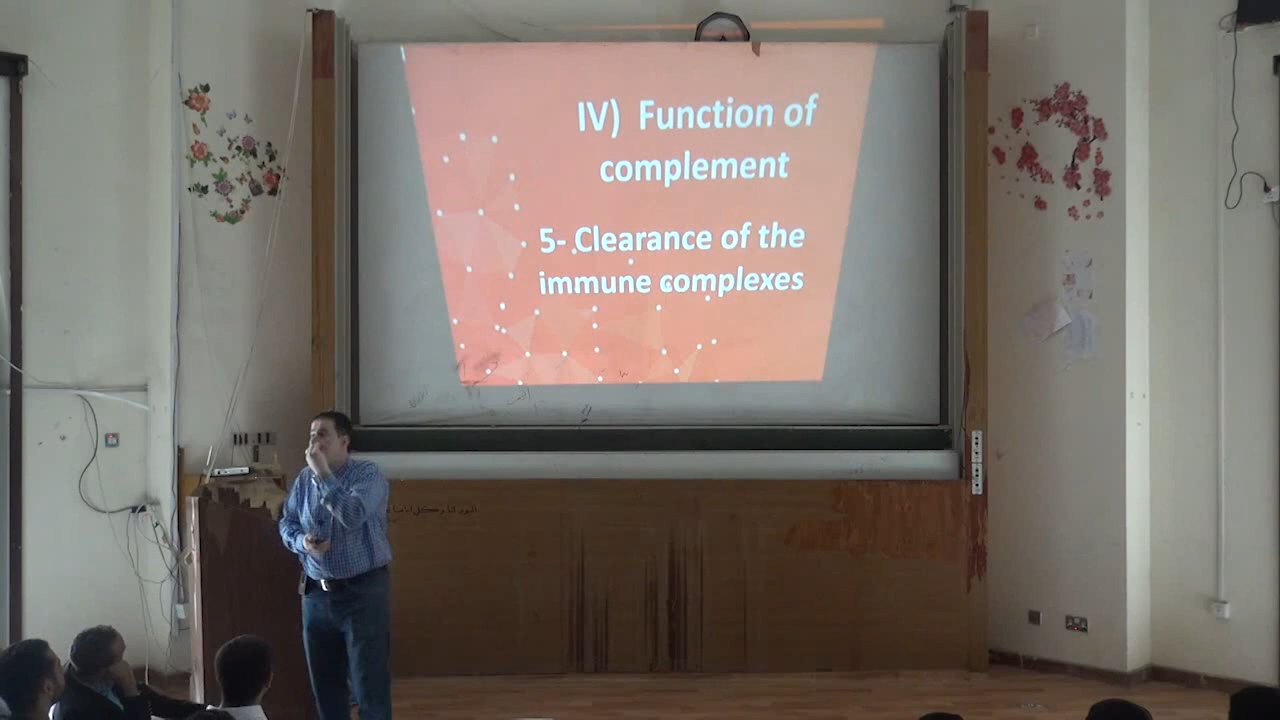 IV) Function of
complement
5- Clearance of the
immune complexes